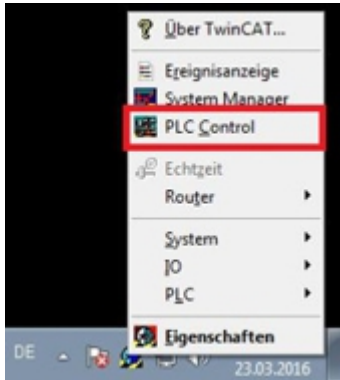 Über TwinCAT...
Ereignisanzeige
System Manager
PLC Control
Echtzeit
Router
System
IO
PLC
Eigenschaften
DE
23.03.2016